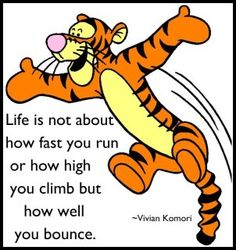 Life is not about
how fast you run
or how high
you climb but
how well
you bounce.
~Vivian Komori